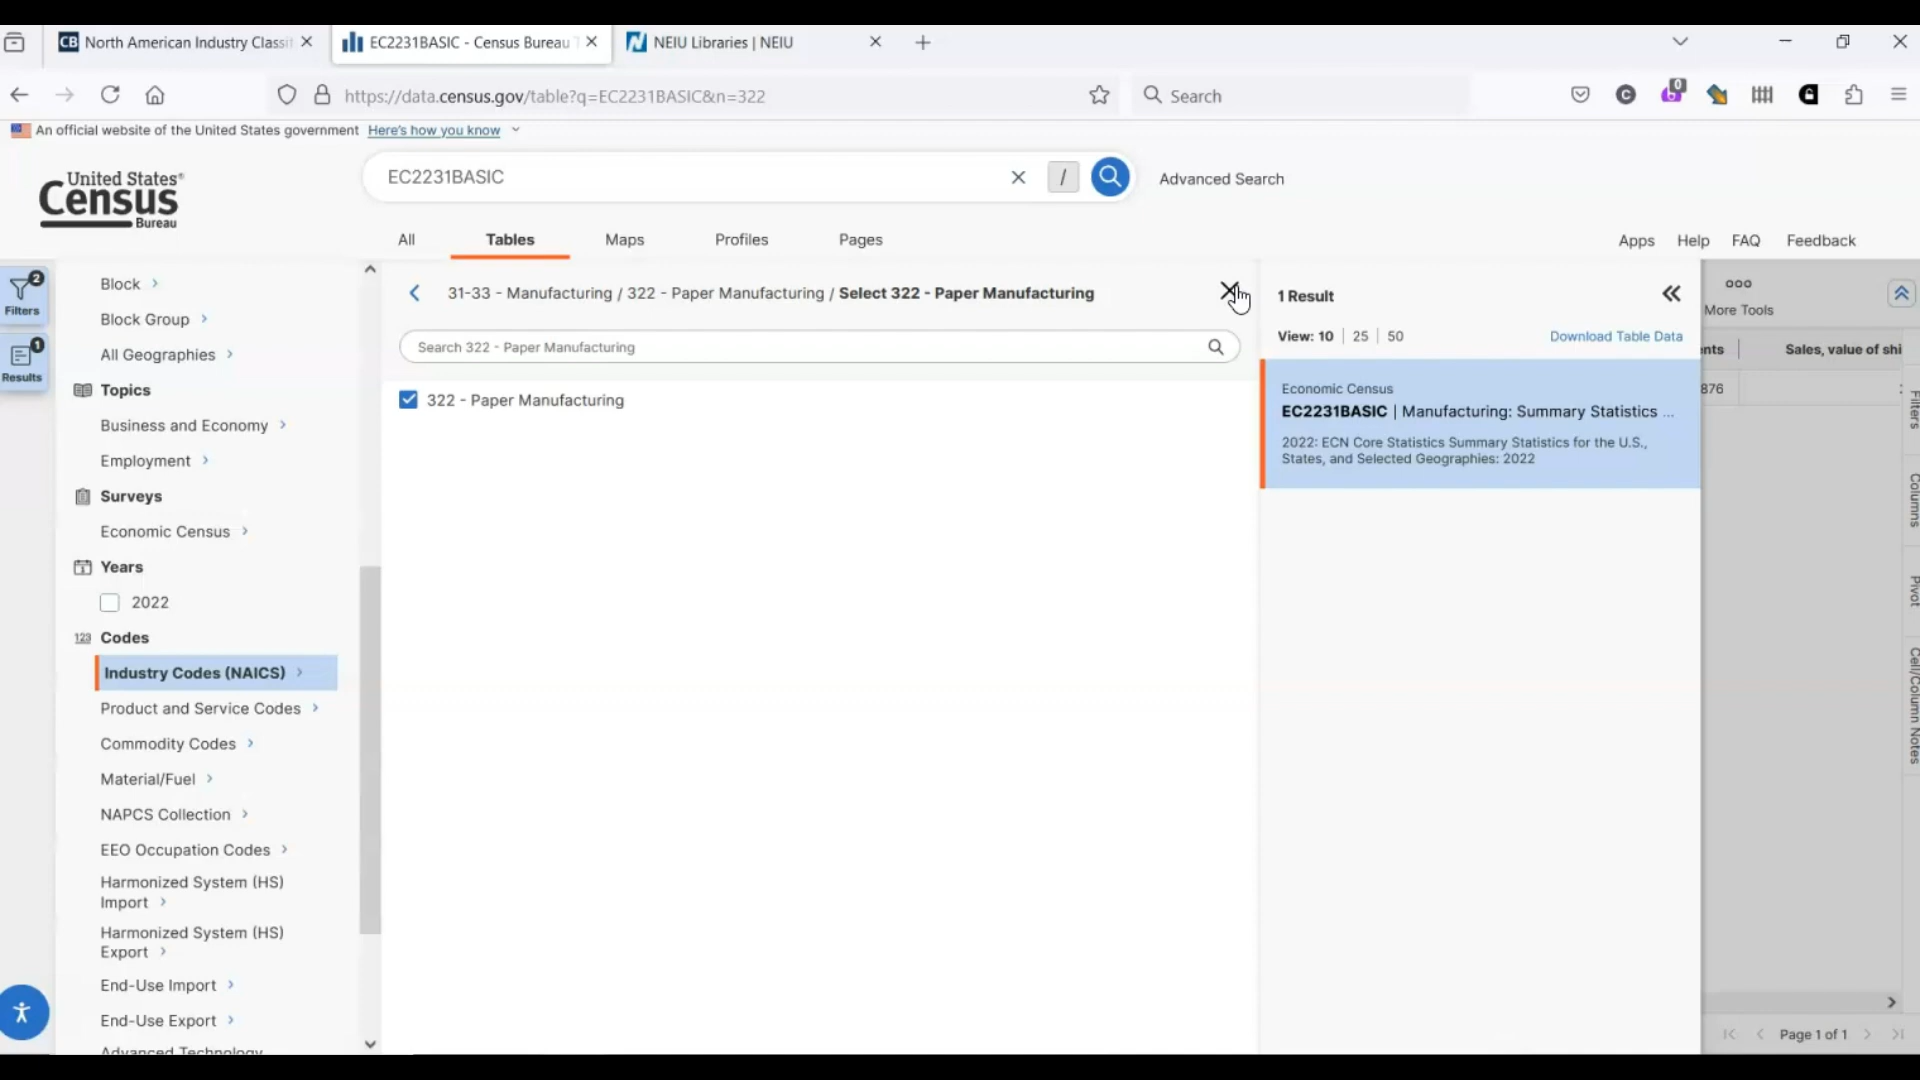 North American Industry Classif
EC2231BASIC - Census Bureau T
NEIU Libraries | NEIU
https://data.census.gov/table?q=EC2231BASIC&n=322
Search
0
An official website of the United States government Here's how you know
United States®
Census
Bureau
EC2231BASIC
/
Advanced Search
All
Tables
Maps
Profiles
Pages
Apps
Help
FAQ
Feedback
2
Filters
1
Results
Block
Block Group
All Geographies
Topics
Business and Economy
Employment
Surveys
Economic Census
Years
2022
123 Codes
Industry Codes (NAICS)
Product and Service Codes
Commodity Codes
Material/Fuel
NAPCS Collection
EEO Occupation Codes
Harmonized System (HS)
Import
Harmonized System (HS)
Export
End-Use Import
End-Use Export
Advanced Technology
31-33 - Manufacturing / 322 - Paper Manufacturing / Select 322 - Paper Manufacturing
Search 322 - Paper Manufacturing
322 - Paper Manufacturing
1 Result
View: 10 | 25 | 50
Download Table Data
Economic Census
EC2231BASIC | Manufacturing: Summary Statistics ...
2022: ECN Core Statistics Summary Statistics for the U.S.,
States, and Selected Geographies: 2022
More Tools
nts
Sales, value of shi
876
Filters
Columns
Pivot
Cell/Column Notes
Page 1 of 1